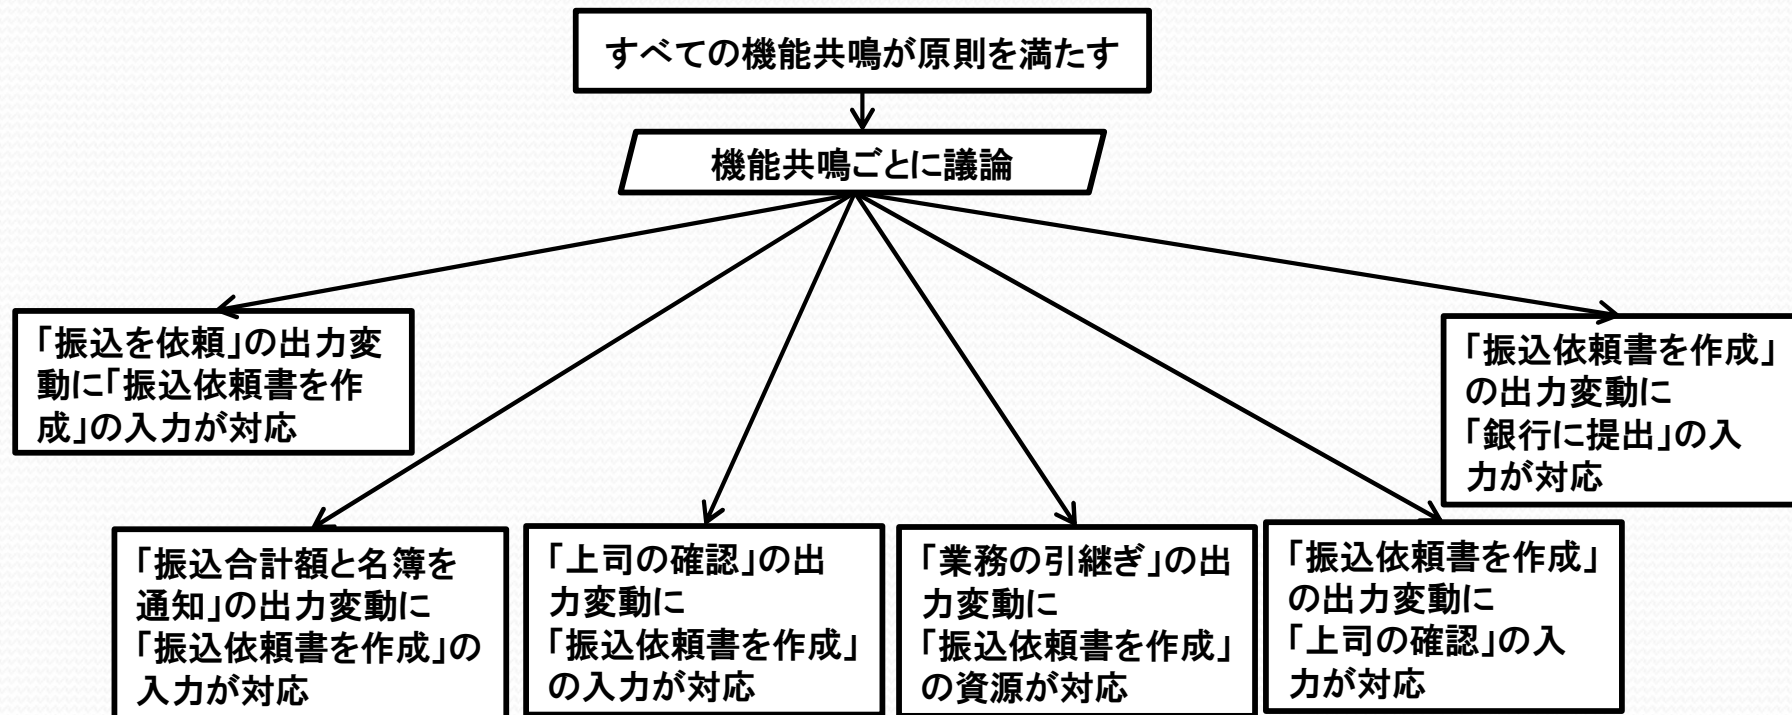 すべての機能共鳴が原則を満たす
機能共鳴ごとに議論
「振込を依頼」の出力変
動に「振込依頼書を作
成」の入力が対応
「振込合計額と名簿を
通知」の出力変動に
「振込依頼書を作成」の
入力が対応
「上司の確認」の出
力変動に
「振込依頼書を作成」
の入力が対応
「業務の引継ぎ」の出
力変動に
「振込依頼書を作成」
の資源が対応
「振込依頼書を作成」
の出力変動に
「上司の確認」の入
力が対応
「振込依頼書を作成」
の出力変動に
「銀行に提出」の入
力が対応